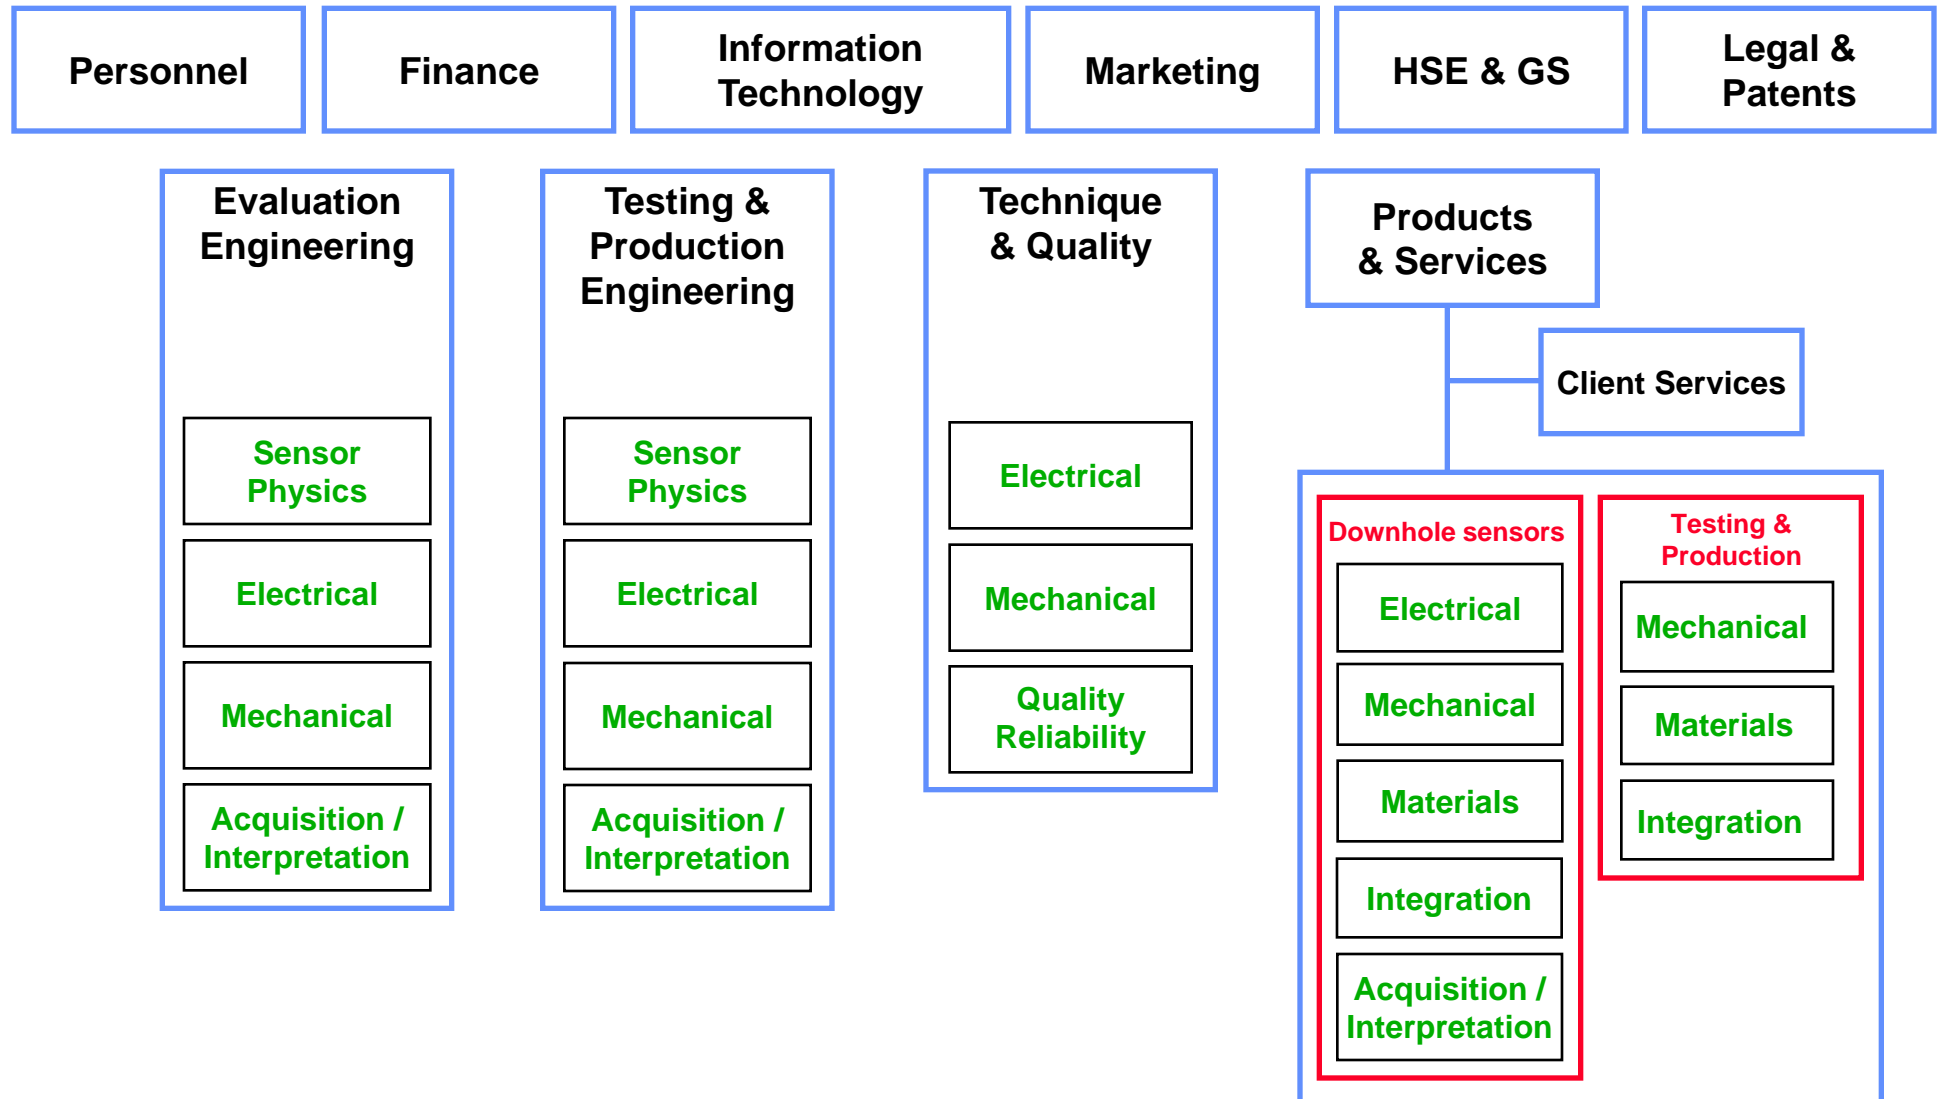 Personnel
Finance
Information
Technology
Marketing
HSE & GS
Legal &
Patents
Evaluation
Engineering
Sensor
Physics
Electrical
Mechanical
Acquisition /
Interpretation
Testing &
Production
Engineering
Sensor
Physics
Electrical
Mechanical
Acquisition /
Interpretation
Technique
& Quality
Electrical
Mechanical
Quality
Reliability
Products
& Services
Client Services
Downhole sensors
Electrical
Mechanical
Materials
Integration
Acquisition /
Interpretation
Testing &
Production
Mechanical
Materials
Integration